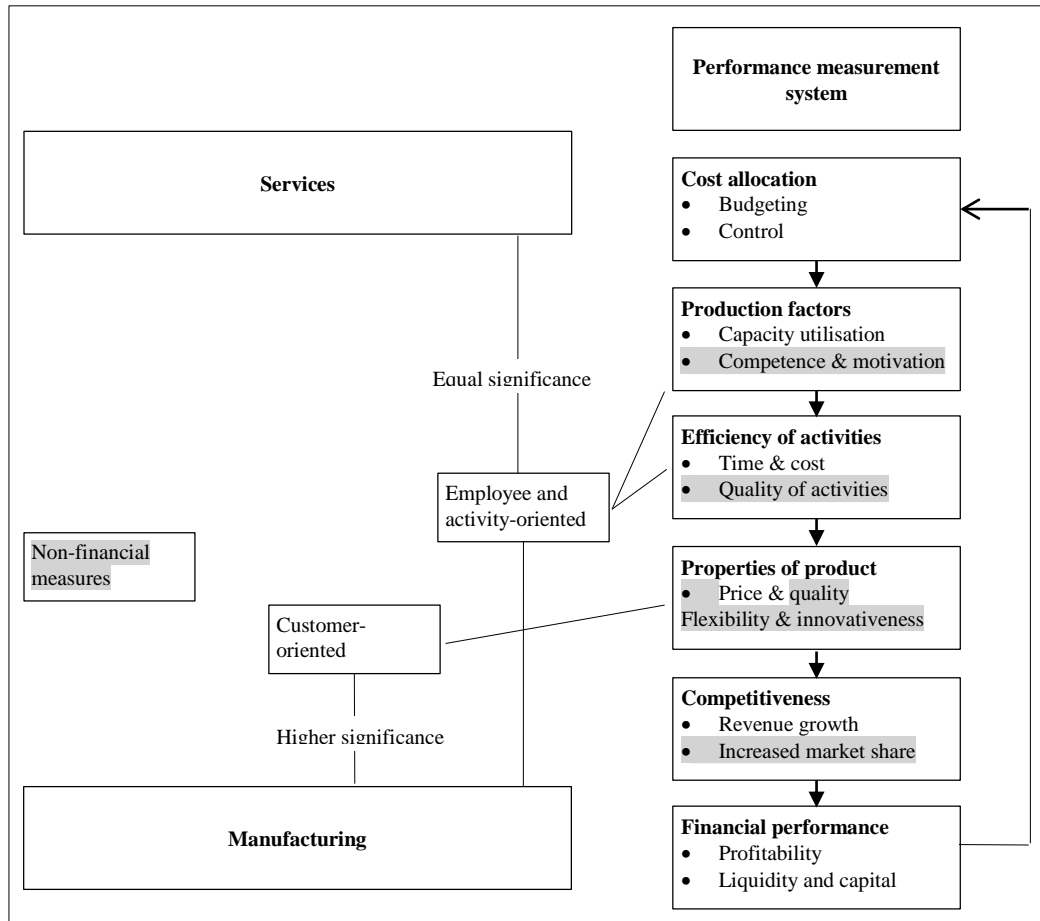 Performance measurement
system
Services
Cost allocation
• Budgeting
• Control
Production factors
• Capacity utilisation
• Competence & motivation
Equal significance
Efficiency of activities
• Time & cost
• Quality of activities
Employee and
activity-oriented
Non-financial
measures
Properties of product
• Price & quality
Flexibility & innovativeness
Customer-
oriented
Competitiveness
• Revenue growth
• Increased market share
Higher significance
Manufacturing
Financial performance
• Profitability
• Liquidity and capital